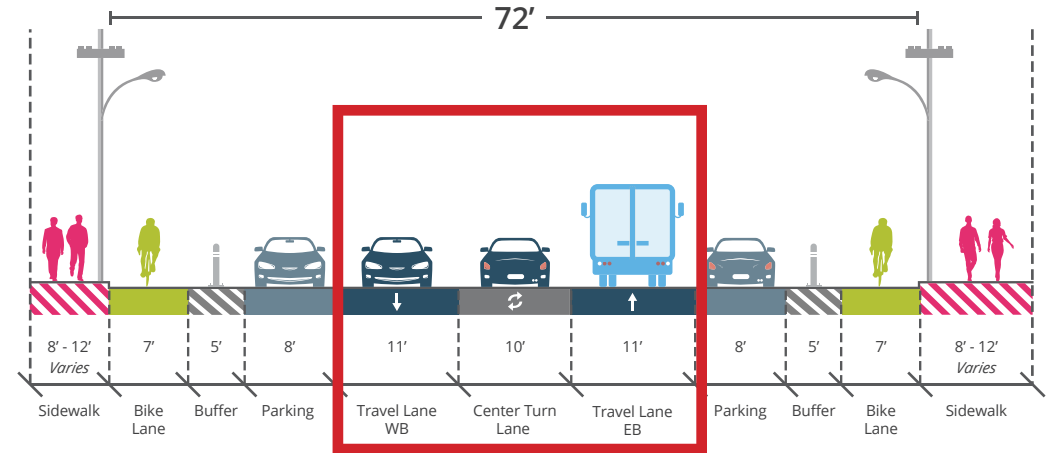 72’
8’ - 12’
Varies
7’
5’
8’
11’
10’
11’
8’
5’
7’
8’ - 12’
Varies
Sidewalk
Bike
Lane
Buffer
Parking
Travel Lane
WB
Center Turn
Lane
Travel Lane
EB
Parking
Buffer
Bike
Lane
Sidewalk